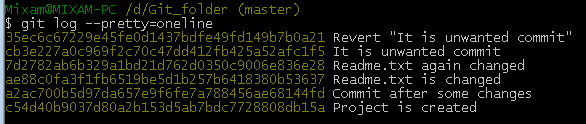 Mixam@MIXAM-PC /d/Git_folder (master)
$ git log --pretty=oneline
35ec6c67229e45fe0d1437bdfe49fd149b7b0a21 Revert "It is unwanted commit"
cb3e227a0c969f2c70c47dd412fb425a52afc1f5 It is unwanted commit
7d2782ab6b329a1bd21d762d0350c9006e836e28 Readme.txt again changed
ae88c0fa3f1fb6519be5d1b257b6418380b53637 Readme.txt is changed
a2ac700b5d97da657e9f6fe7a788456ae68144fd Commit after some changes
c54d40b9037d80a2b153d5ab7bdc7728808db15a Project is created